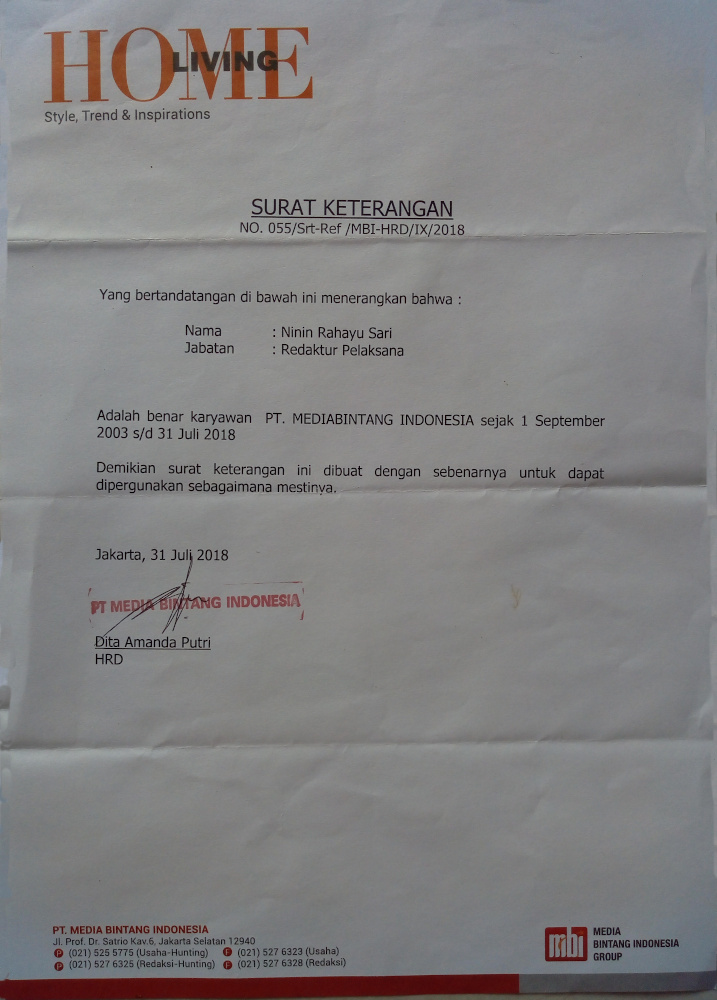 HOME
LIVING
Style, Trend & Inspirations
SURAT KETERANGAN
NO. 055/Srt-Ref /MBI-HRD/IX/2018
Yang bertandatangan di bawah ini menerangkan bahwa :
Nama : Ninin Rahayu Sari
Jabatan : Redaktur Pelaksana
Adalah benar karyawan PT. MEDIABINTANG INDONESIA sejak 1 September
2003 s/d 31 Juli 2018
Demikian surat keterangan ini dibuat dengan sebenarnya untuk dapat
dipergunakan sebagaimana mestinya.
Jakarta, 31 Juli 2018
PT MEDIA BINTANG INDONESIA
Dita Amanda Putri
HRD
PT. MEDIA BINTANG INDONESIA
Jl. Prof. Dr. Satrio Kav.6, Jakarta Selatan 12940
P (021) 525 5775 (Usaha-Hunting) F (021) 527 6323 (Usaha)
P (021) 527 6325 (Redaksi-Hunting) F (021) 527 6328 (Redaksi)
mbi MEDIA
BINTANG INDONESIA
GROUP